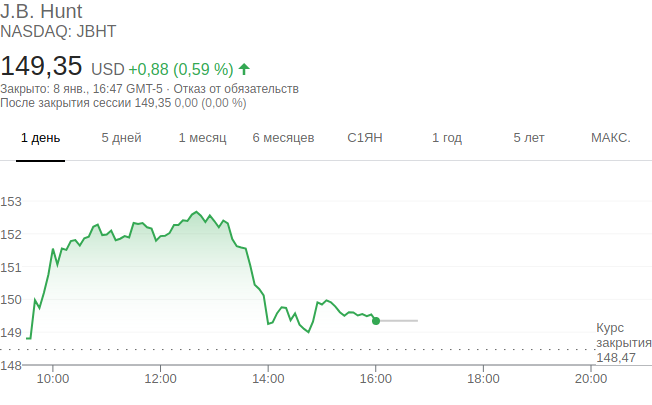 J.B. Hunt
NASDAQ: JBHT
149,35 USD +0,88 (0,59 %)
Закрыто: 8 янв., 16:47 GMT-5 · Отказ от обязательств
После закрытия сессии 149,35 0,00 (0,00 %)
1 день 5 дней 1 месяц 6 месяцев С1ЯН 1 год 5 лет МАКС.
153
152
151
150
149
148
Курс
закрытия
148,47
10:00 12:00 14:00 16:00 18:00 20:00